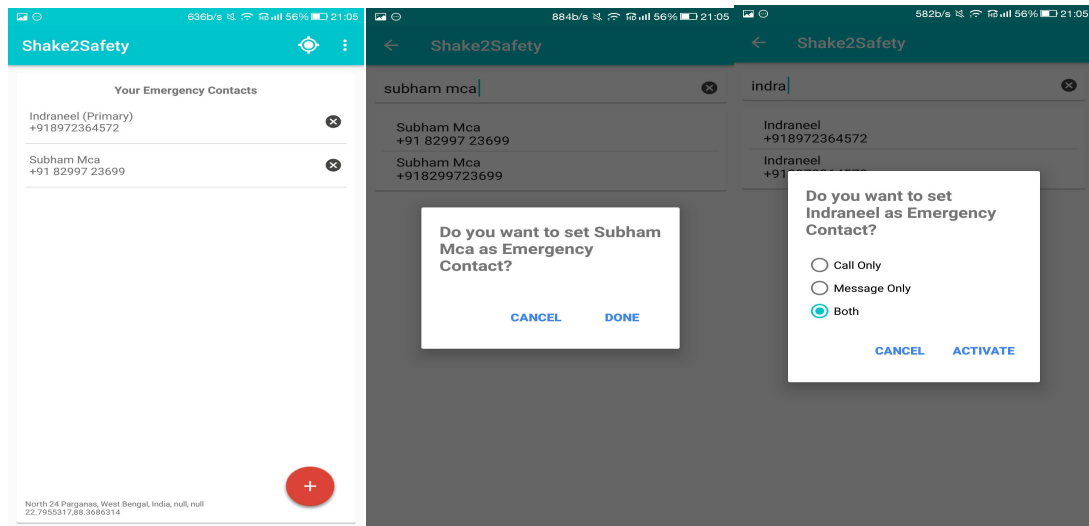 636b/s 56% 21:05
Shake2Safety
Your Emergency Contacts
Indraneel (Primary)
+918972364572
Subham Mca
+91 82997 23699
+
North 24 Parganas, West Bengal, India, null, null
22.7955317,88.3686314
884b/s 56% 21:05
Shake2Safety
subham mca
Subham Mca
+91 82997 23699
Subham Mca
+918299723699
Do you want to set Subham
Mca as Emergency
Contact?
CANCEL DONE
582b/s 56% 21:05
Shake2Safety
indra
Indraneel
+918972364572
Indraneel
Do you want to set
Indraneel as Emergency
Contact?
Call Only
Message Only
Both
CANCEL ACTIVATE